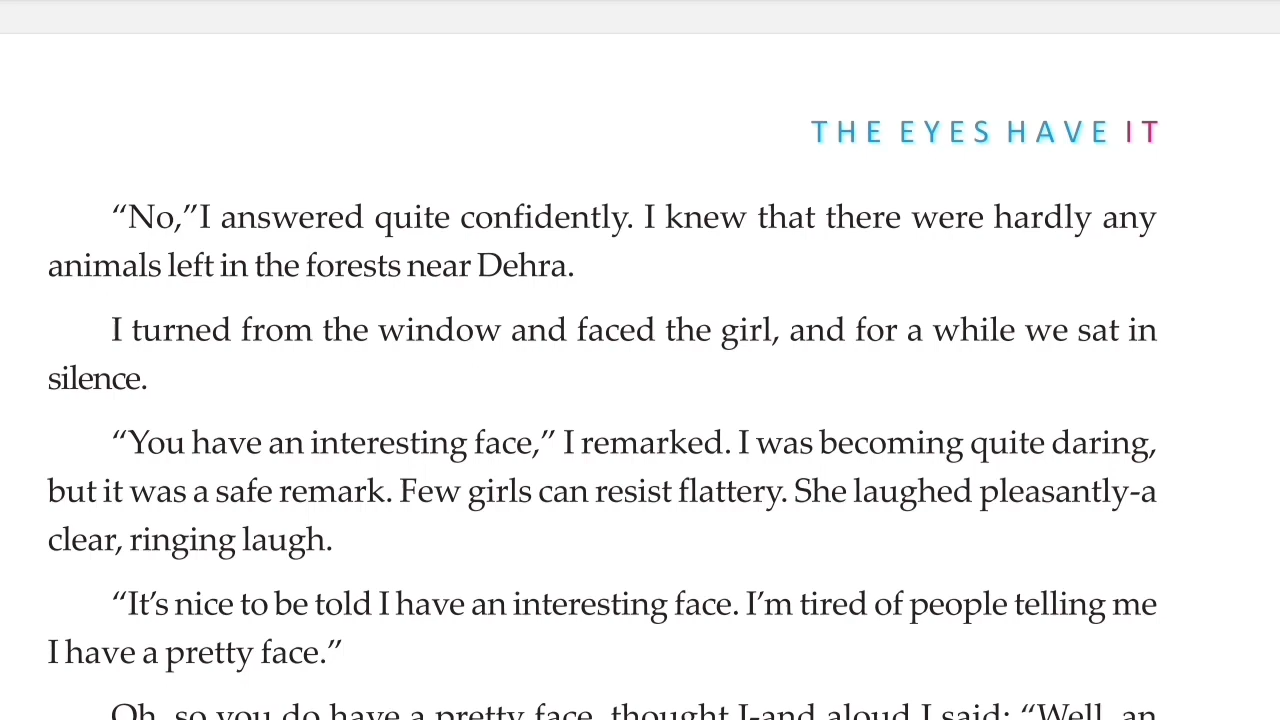 THE EYES HAVE IT
“No,”I answered quite confidently. I knew that there were hardly any
animals left in the forests near Dehra.
I turned from the window and faced the girl, and for a while we sat in
silence.
“You have an interesting face,” I remarked. I was becoming quite daring,
but it was a safe remark. Few girls can resist flattery. She laughed pleasantly-a
clear, ringing laugh.
“It’s nice to be told I have an interesting face. I’m tired of people telling me
I have a pretty face.”
Oh, so you do have a pretty face, thought I-and aloud I said: “Well, an